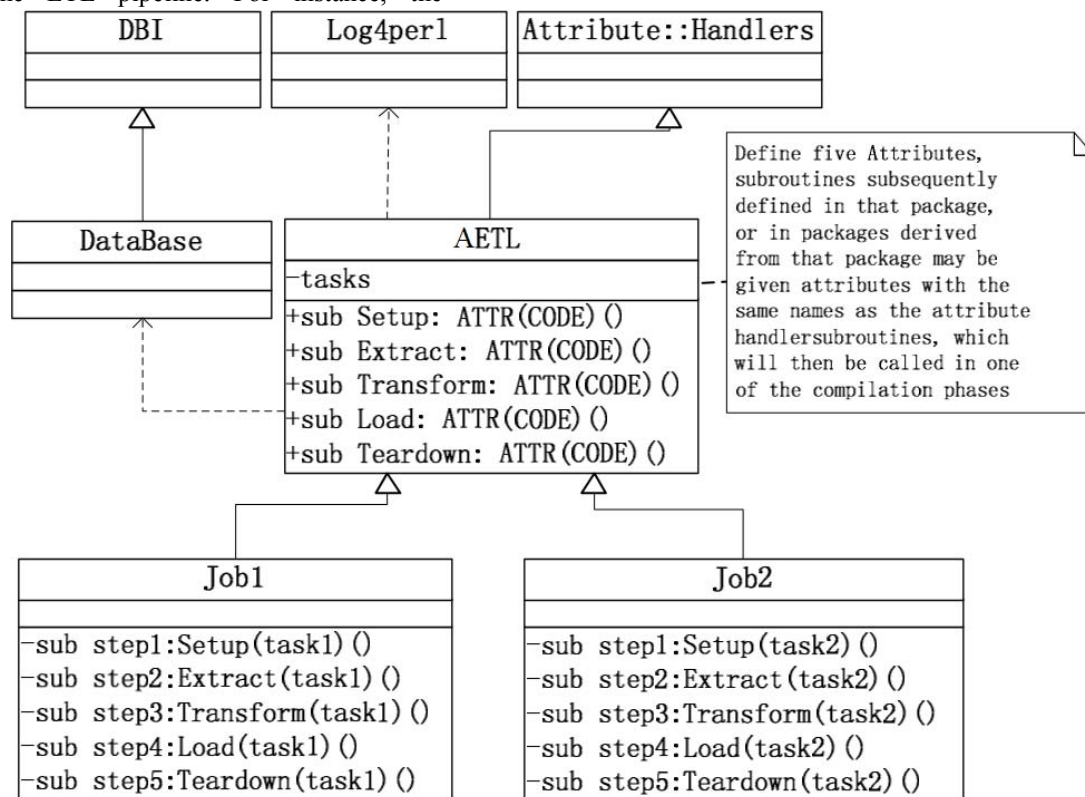 DBI
Log4perl
Attribute::Handlers
Define five Attributes,
subroutines subsequently
defined in that package,
or in packages derived
from that package may be
given attributes with the
same names as the attribute
handlersubroutines, which
will then be called in one
of the compilation phases
DataBase
AETL
-tasks
+sub Setup: ATTR(CODE)()
+sub Extract: ATTR(CODE)()
+sub Transform: ATTR(CODE)()
+sub Load: ATTR(CODE)()
+sub Teardown: ATTR(CODE)()
Job1
-sub step1:Setup(task1)()
-sub step2:Extract(task1)()
-sub step3:Transform(task1)()
-sub step4:Load(task1)()
-sub step5:Teardown(task1)()
Job2
-sub step1:Setup(task2)()
-sub step2:Extract(task2)()
-sub step3:Transform(task2)()
-sub step4:Load(task2)()
-sub step5:Teardown(task2)()